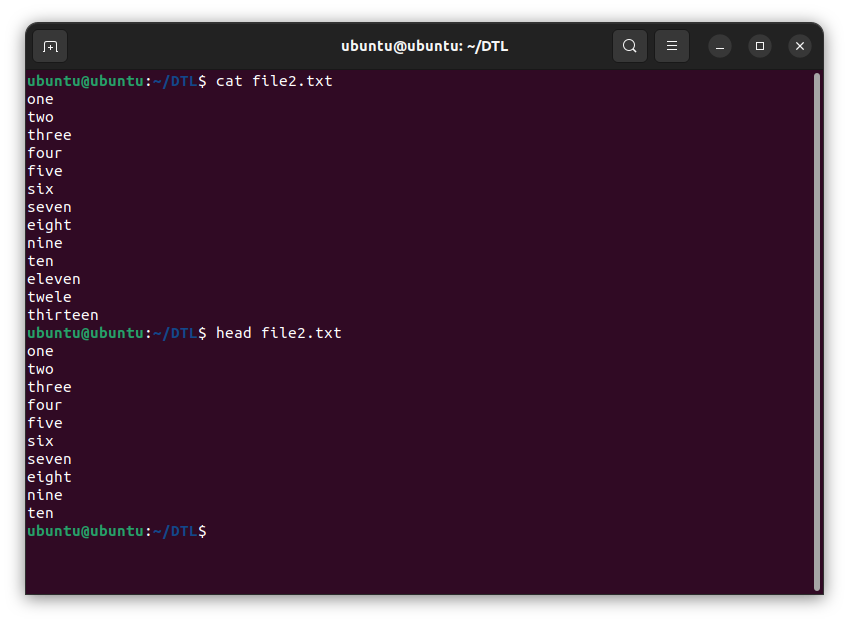 ubuntu@ubuntu: ~/DTL
ubuntu@ubuntu:~/DTL$ cat file2.txt
one
two
three
four
five
six
seven
eight
nine
ten
eleven
twele
thirteen
ubuntu@ubuntu:~/DTL$ head file2.txt
one
two
three
four
five
six
seven
eight
nine
ten
ubuntu@ubuntu:~/DTL$